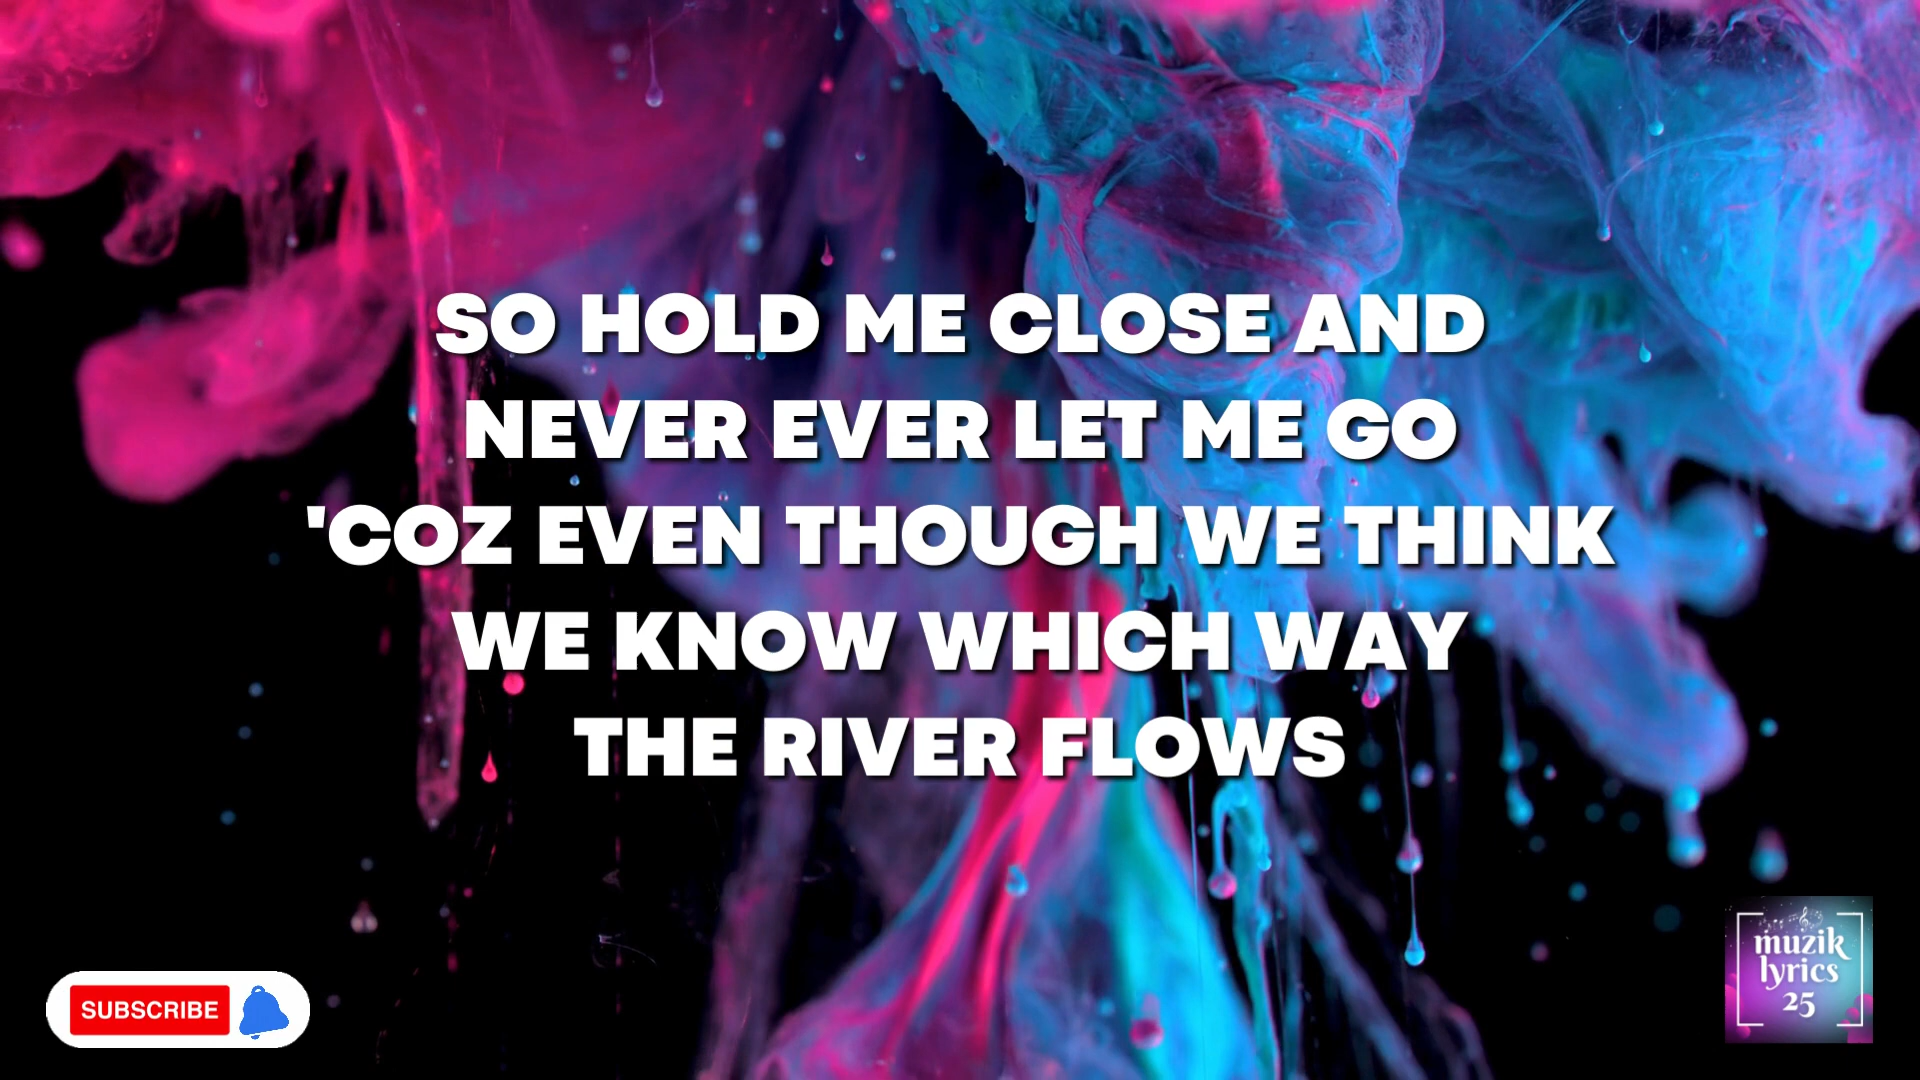 SO HOLD ME CLOSE AND
NEVER EVER LET ME GO
'COZ EVEN THOUGH WE THINK
WE KNOW WHICH WAY
THE RIVER FLOWS
SUBSCRIBE
muzik
lyrics
25